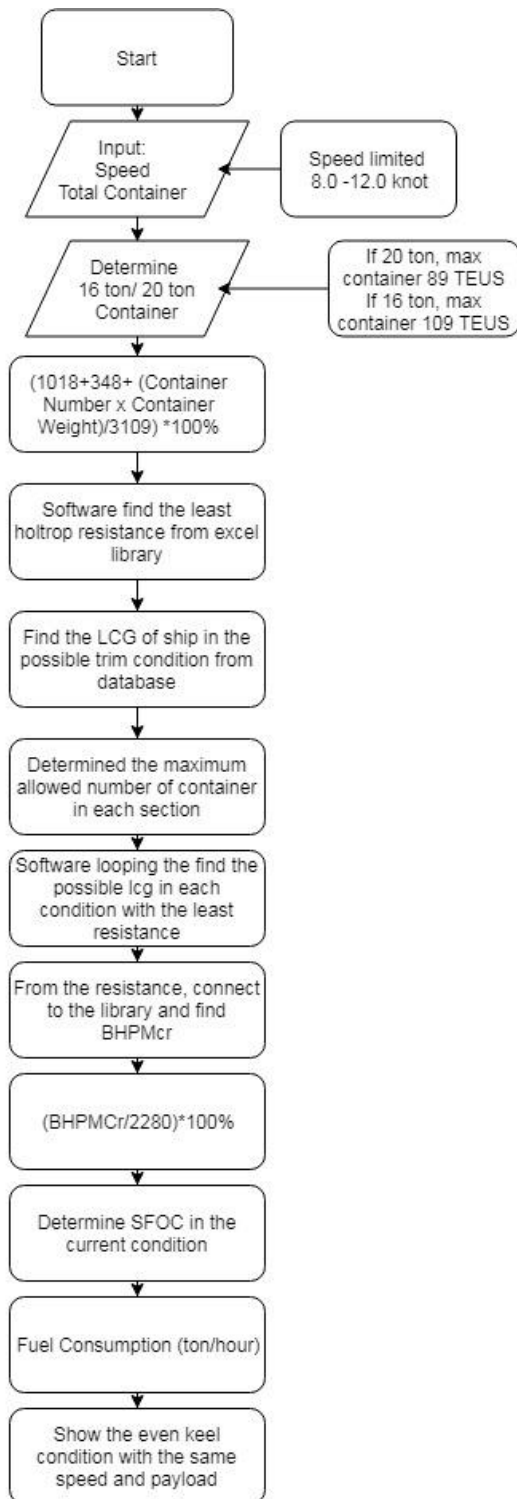 Start
Input:
Speed
Total Container
Speed limited
8.0 -12.0 knot
Determine
16 ton/ 20 ton
Container
If 20 ton, max
container 89 TEUS
If 16 ton, max
container 109 TEUS
(1018+348+ (Container
Number x Container
Weight)/3109) *100%
Software find the least
holtrop resistance from excel
library
Find the LCG of ship in the
possible trim condition from
database
Determined the maximum
allowed number of container
in each section
Software looping the find the
possible lcg in each
condition with the least
resistance
From the resistance, connect
to the library and find
BHPMcr
(BHPMCr/2280)*100%
Determine SFOC in the
current condition
Fuel Consumption (ton/hour)
Show the even keel
condition with the same
speed and payload